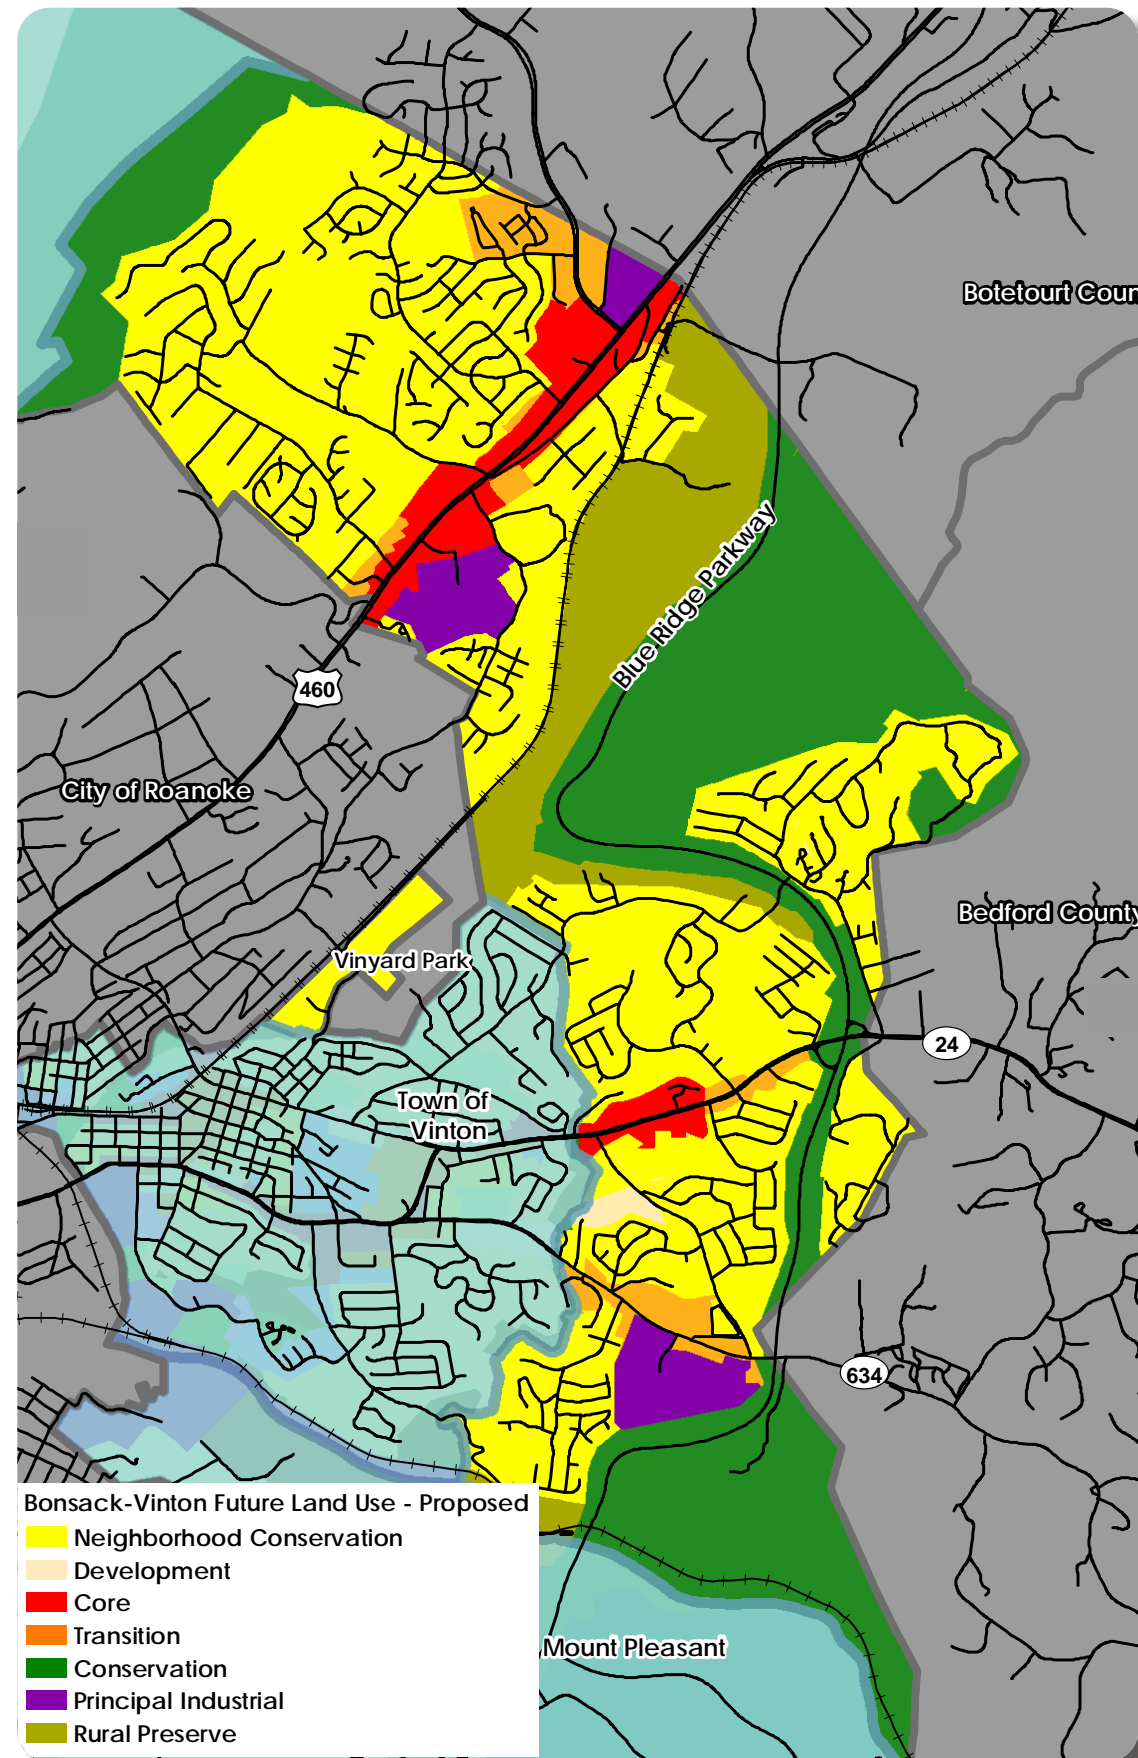 Botetourt Coun
Blue Ridge Parkway
460
City of Roanoke
Bedford County
Vinyard Park
24
Town of
Vinton
634
Bonsack-Vinton Future Land Use - Proposed
Neighborhood Conservation
Development
Core
Transition
Conservation
Principal Industrial
Rural Preserve
Mount Pleasant